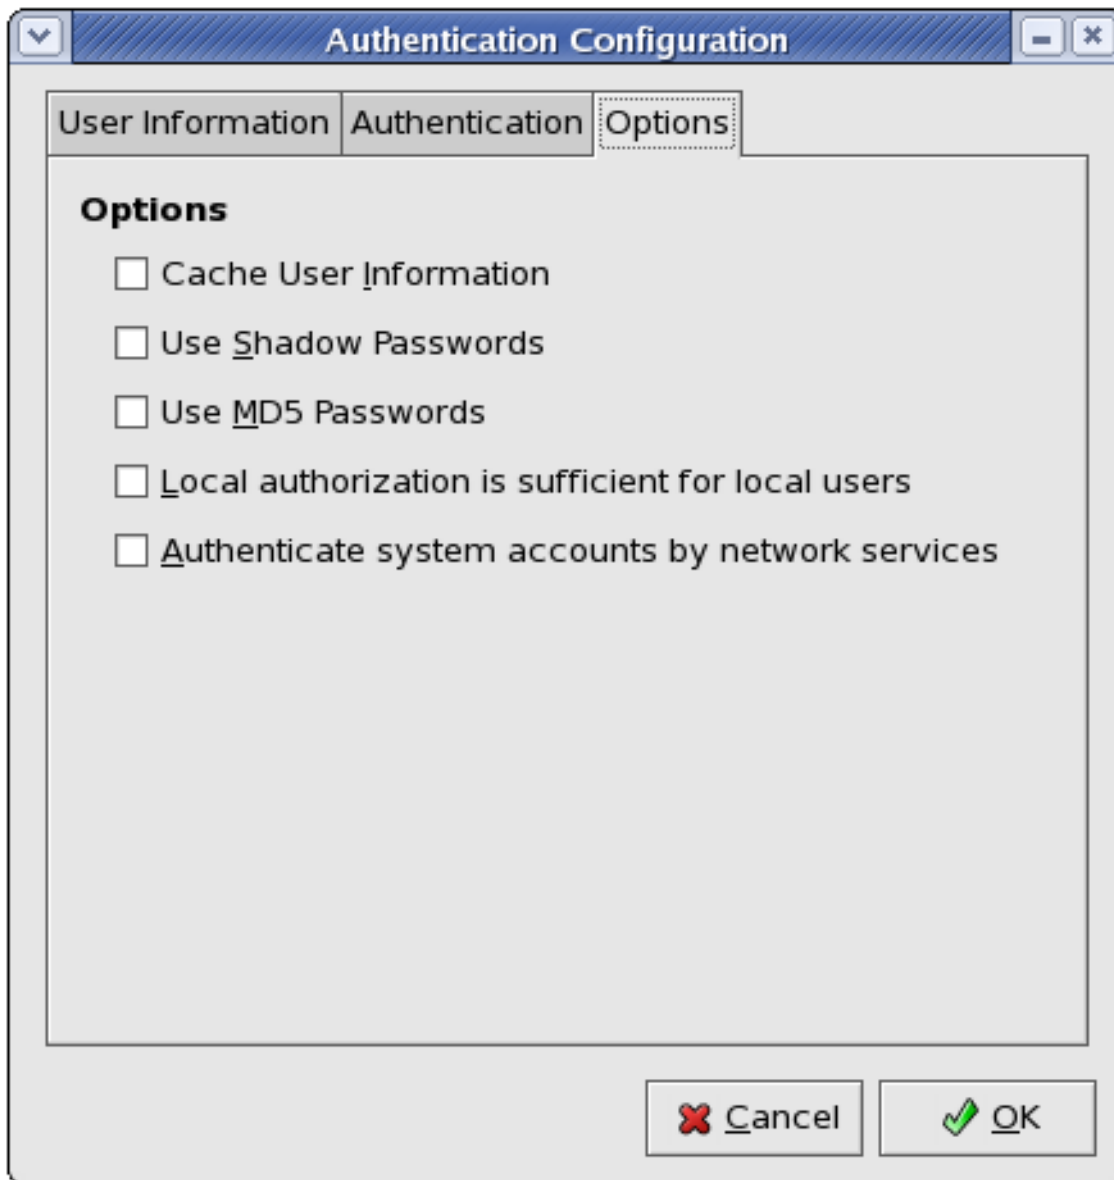 Authentication Configuration
User Information Authentication Options
Options
Cache User Information
Use Shadow Passwords
Use MD5 Passwords
Local authorization is sufficient for local users
Authenticate system accounts by network services
Cancel OK